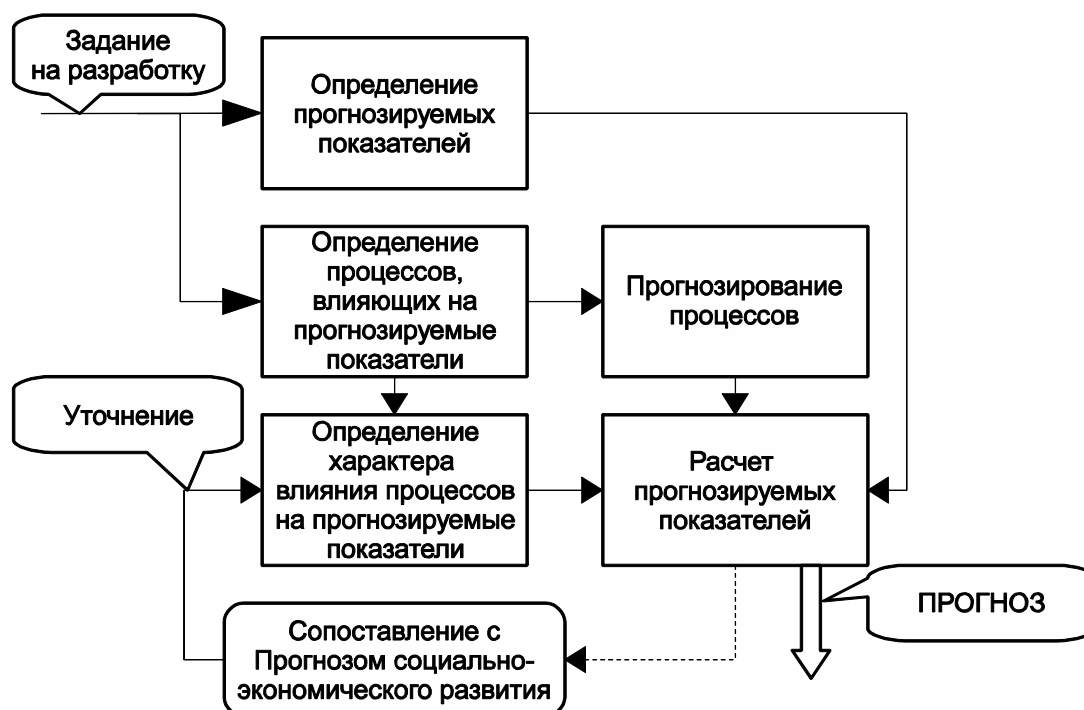 Задание
на разработку
Определение
прогнозируемых
показателей
Определение
процессов,
влияющих на
прогнозируемые
показатели
Прогнозирование
процессов
Уточнение
Определение
характера
влияния процессов
на прогнозируемые
показатели
Расчет
прогнозируемых
показателей
Сопоставление с
Прогнозом социально-
экономического развития
ПРОГНОЗ